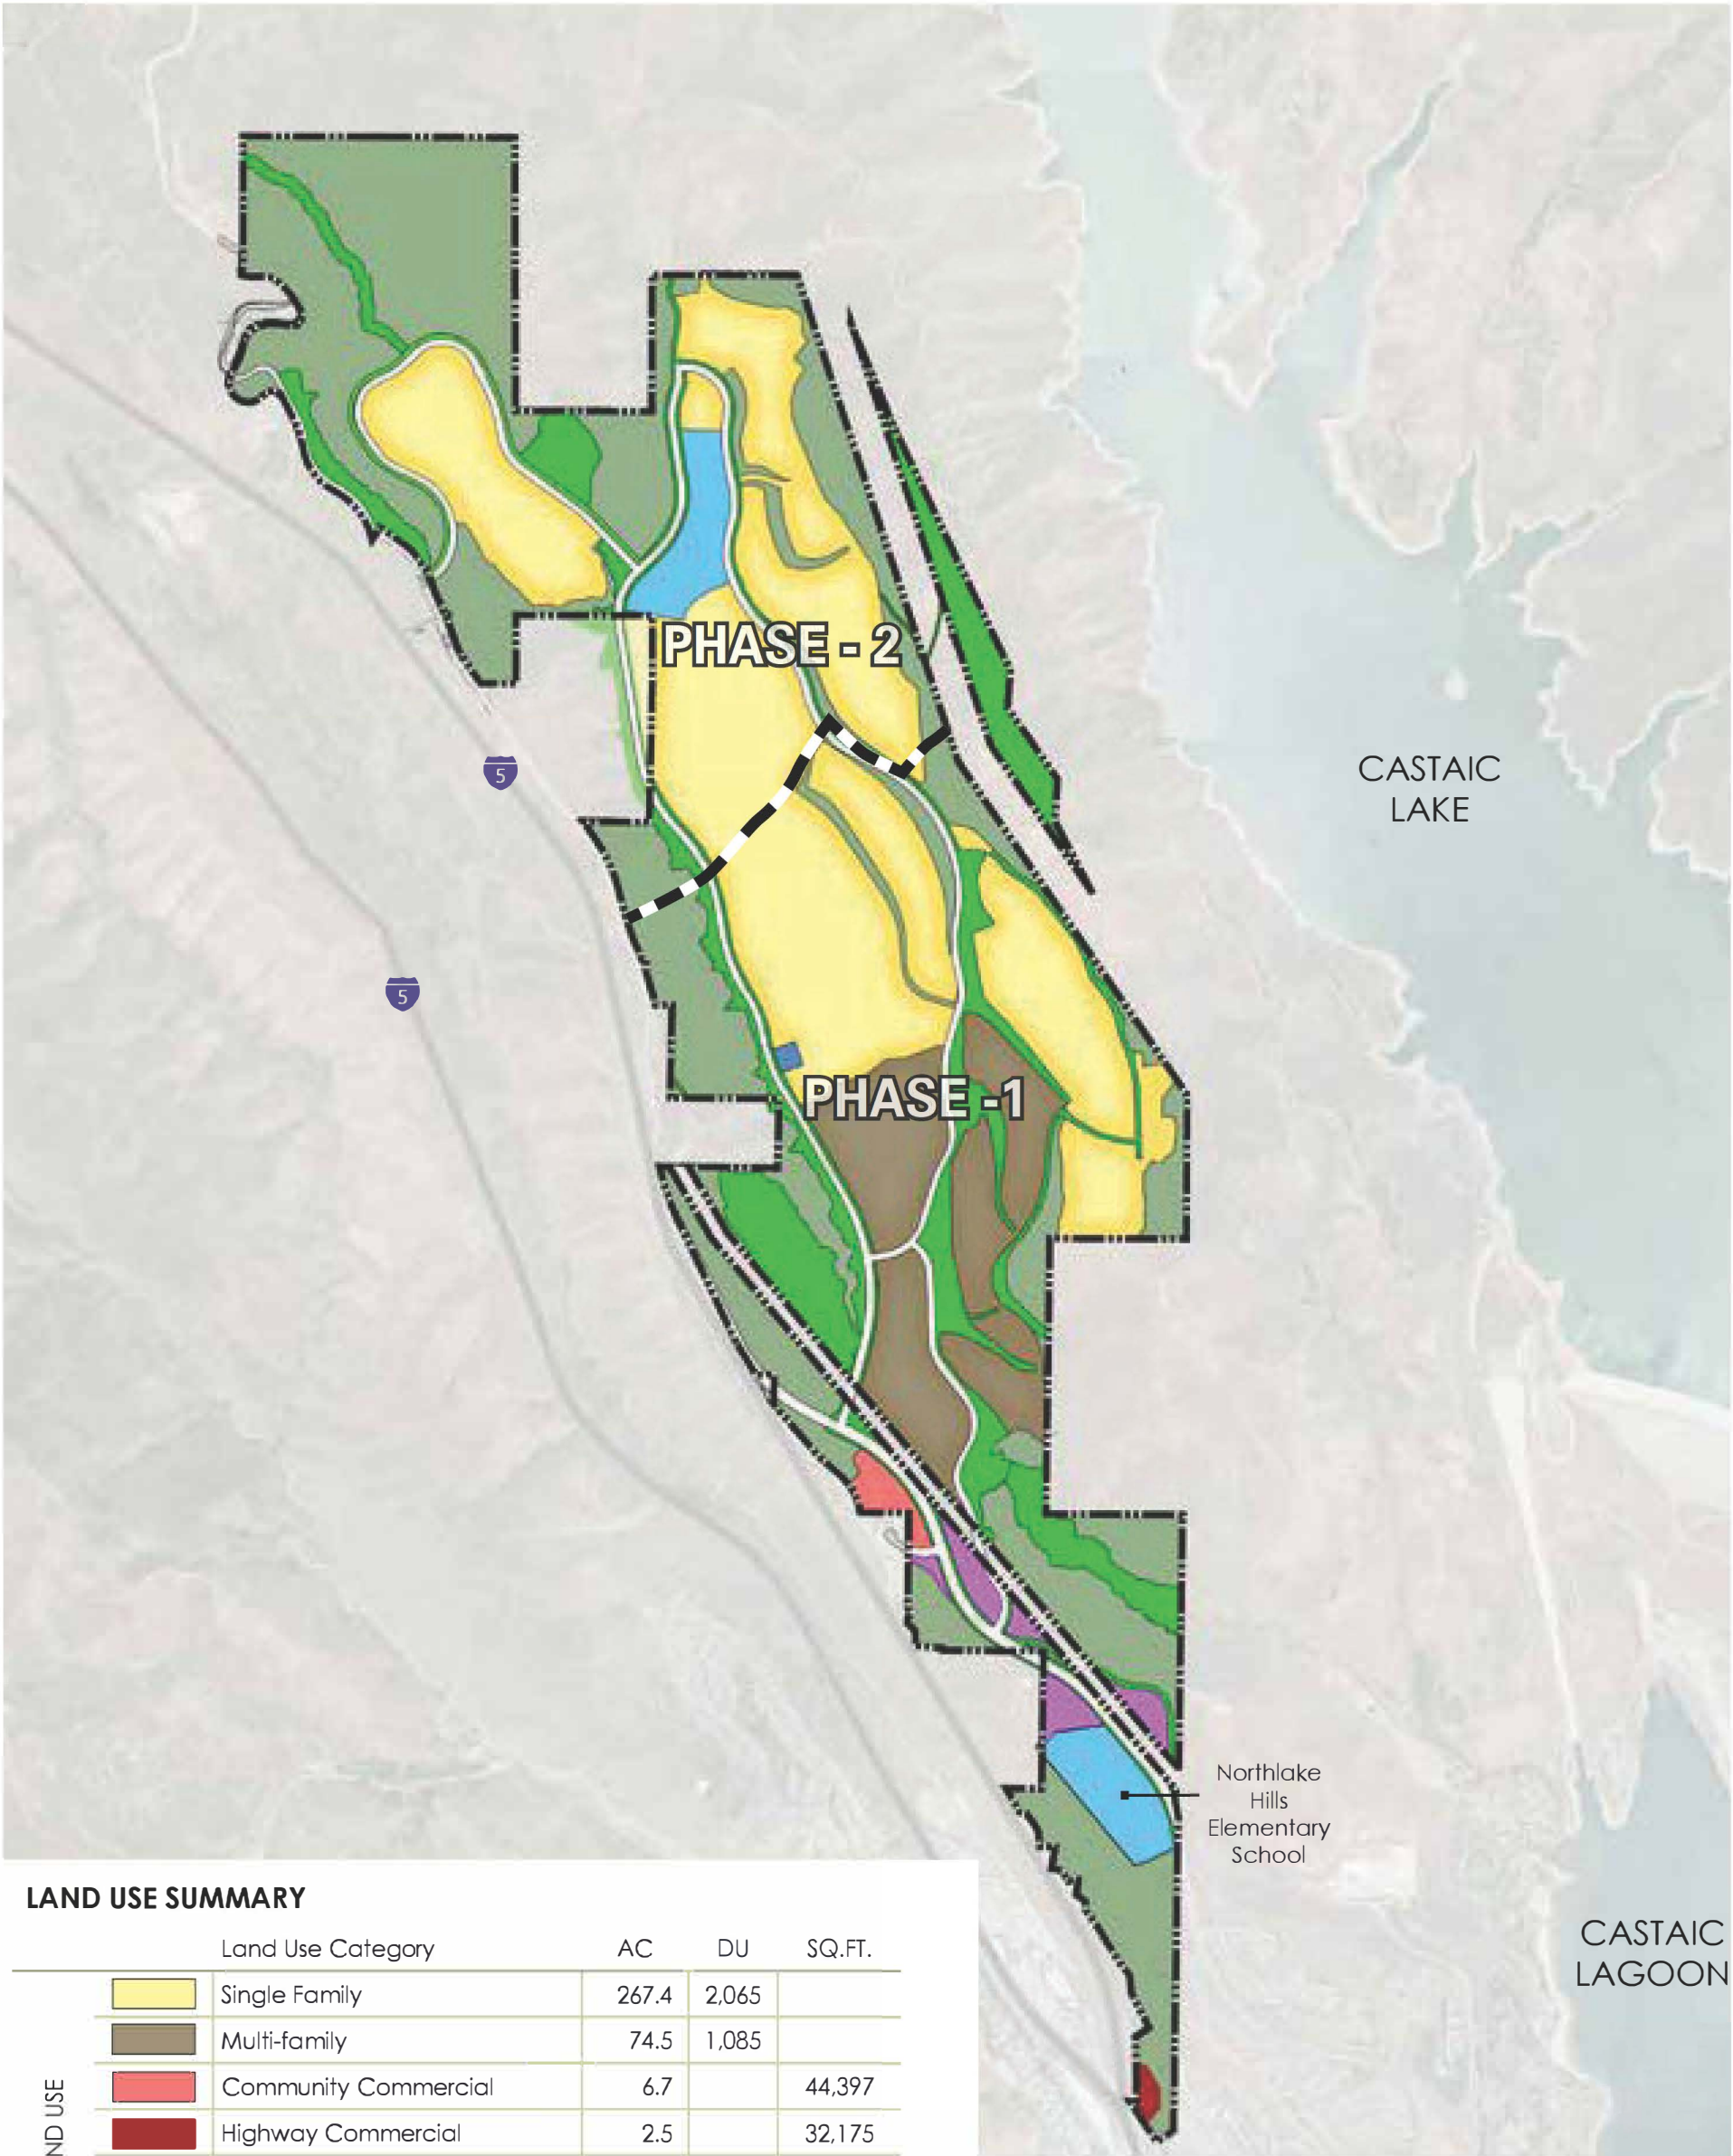 PHASE - 2
5
CASTAIC
LAKE
5
PHASE -1
Northlake
Hills
Elementary
School
CASTAIC
LAGOON
LAND USE SUMMARY
Land Use Category AC DU SQ.FT.
Single Family 267.4 2,065
Multi-family 74.5 1,085
Community Commercial 6.7 44,397
Highway Commercial 2.5 32,175
ND USE